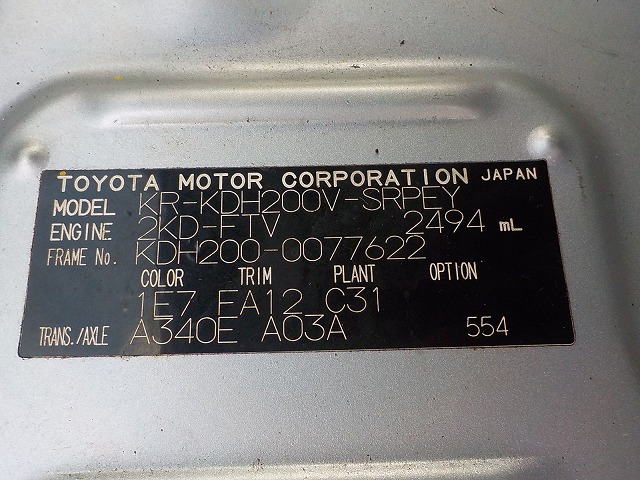 TOYOTA MOTOR CORPORATION JAPAN
MODEL KR-KDH200V-SRPEY
ENGINE 2KD-FTV 2494 mL
FRAME No. KDH200-0077622
COLOR TRIM PLANT OPTION
1E7 FA12 C31
TRANS./AXLE A340E A03A 554